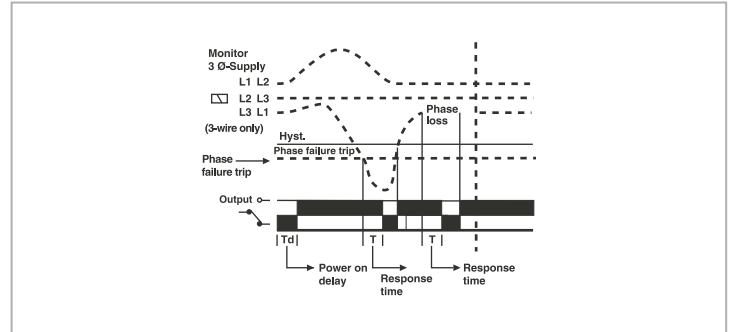 Monitor
3 Ø-Supply
L1 L2
L2 L3
L3 L1
(3-wire only)
Phase
loss
Hyst.
Phase failure trip
Phase
failure trip
Output
Td
T
T
Power on
delay
Response
time
Response
time